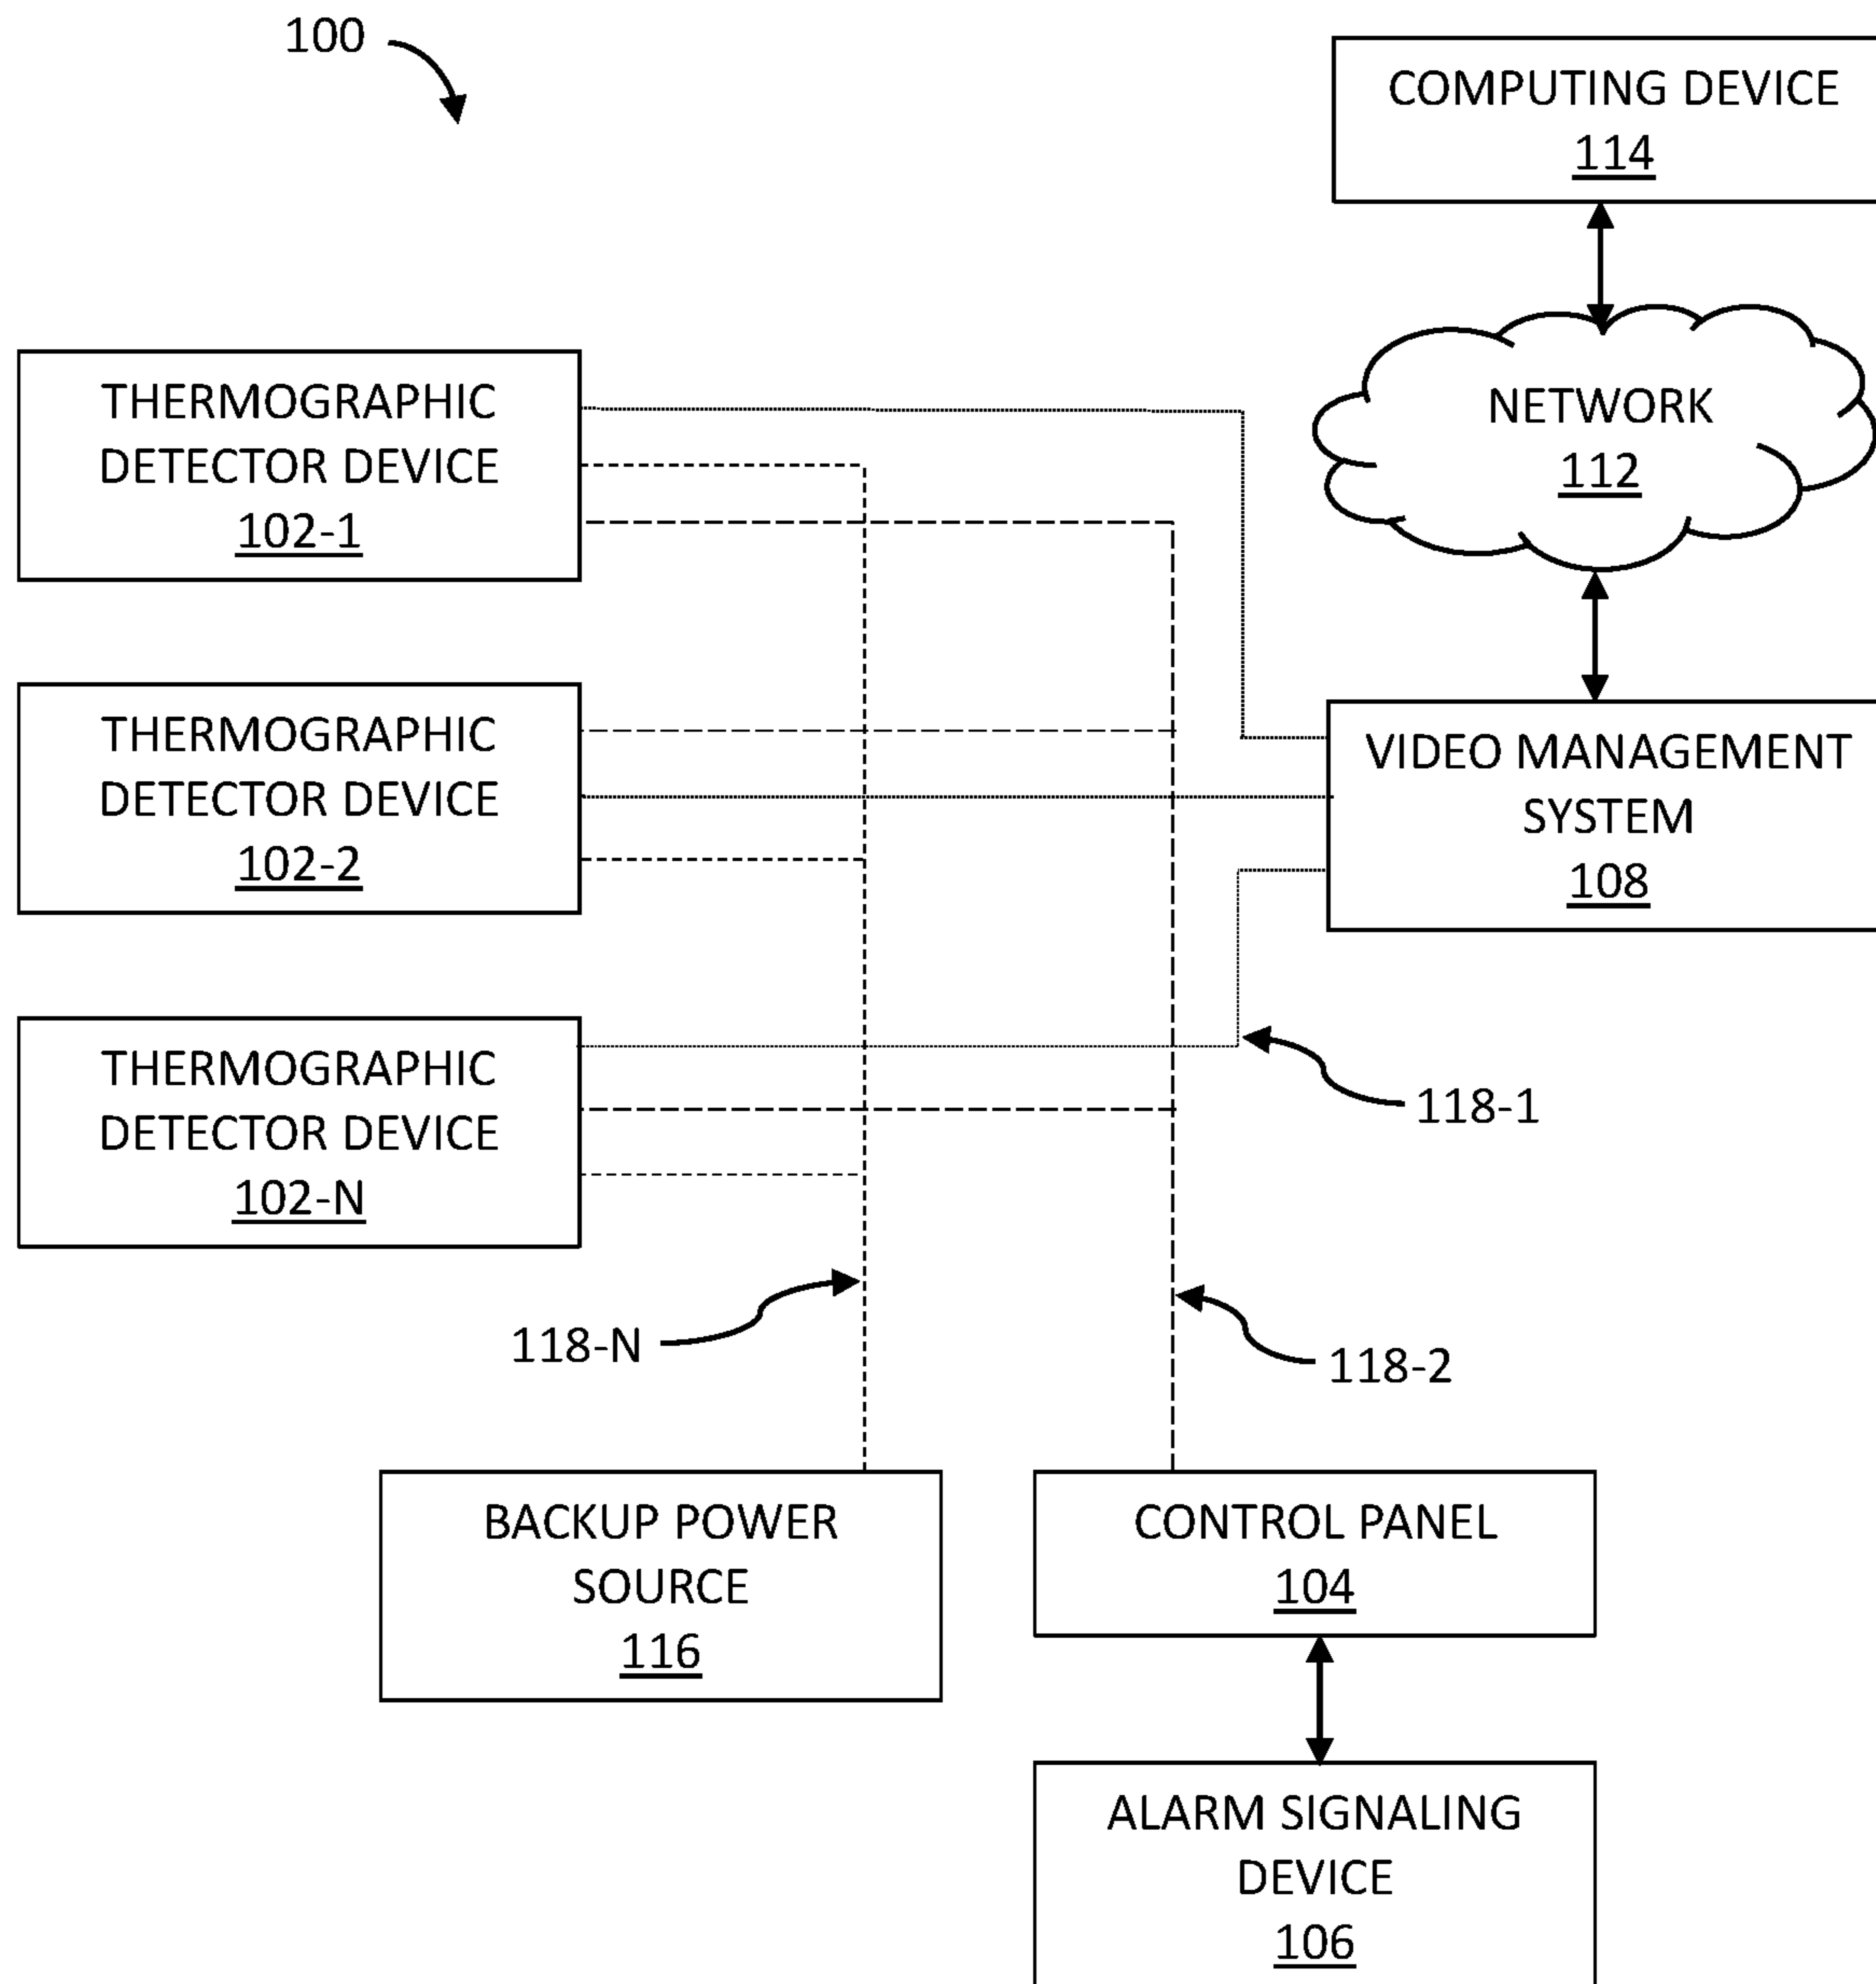 100
COMPUTING DEVICE
114
THERMOGRAPHIC
DETECTOR DEVICE
102-1
NETWORK
112
THERMOGRAPHIC
DETECTOR DEVICE
102-2
VIDEO MANAGEMENT
SYSTEM
108
THERMOGRAPHIC
DETECTOR DEVICE
102-N
118-1
118-N
118-2
BACKUP POWER
SOURCE
116
CONTROL PANEL
104
ALARM SIGNALING
DEVICE
106